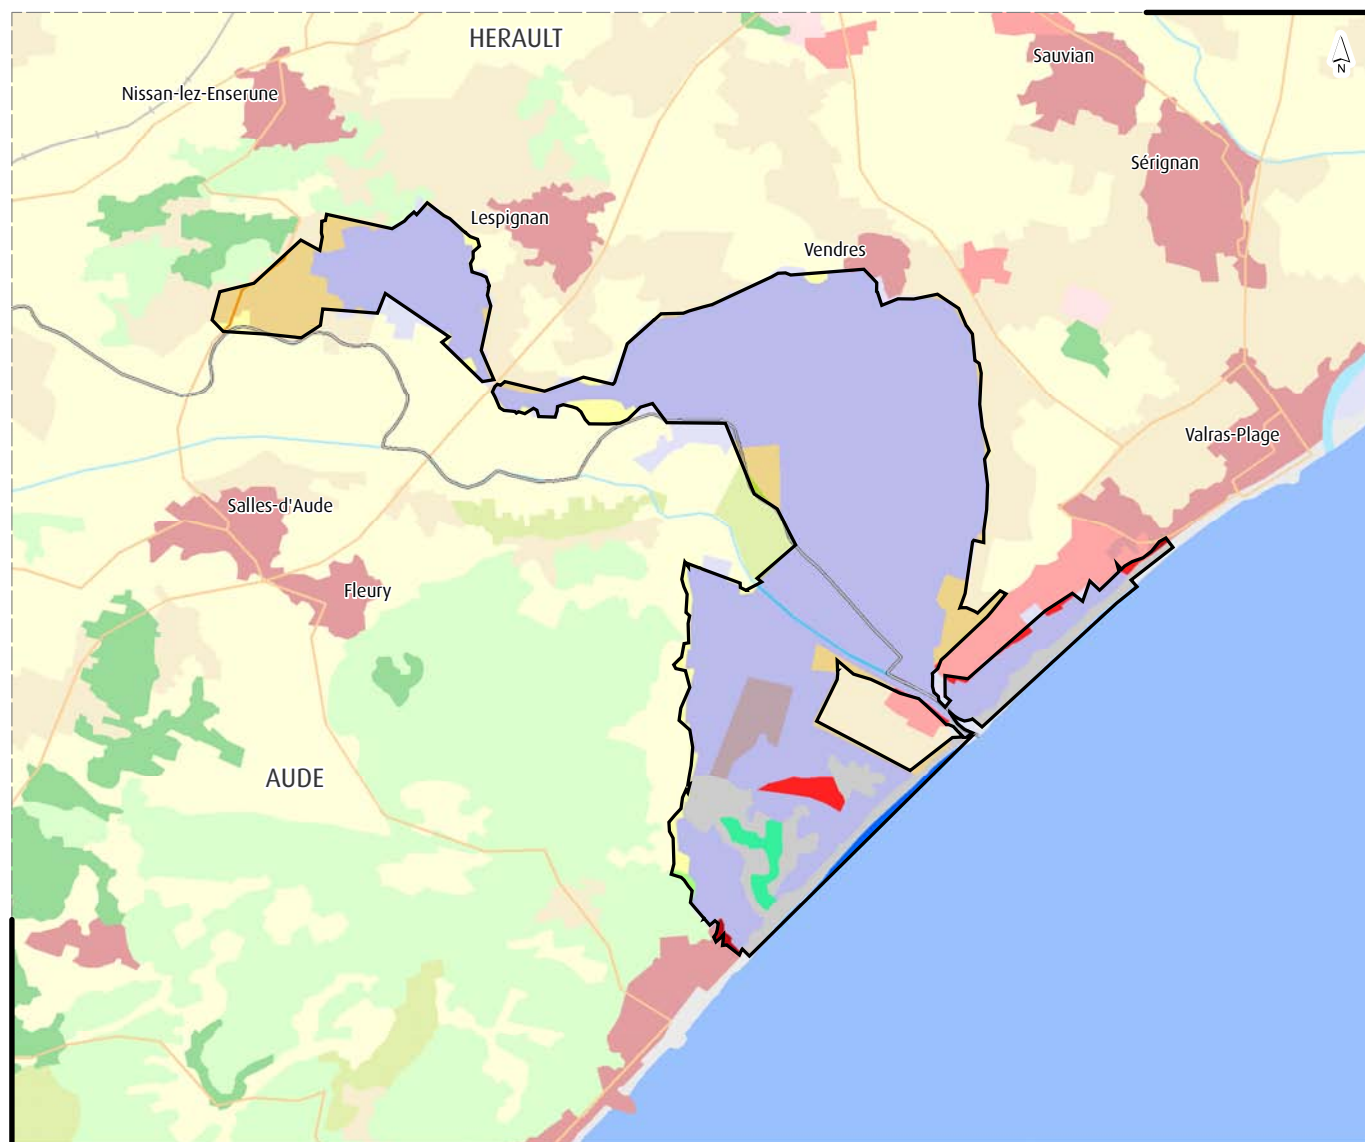 HERAULT
Sauvian
N
Nissan-lez-Enserune
Sérignan
Lespignan
Vendres
Valras-Plage
Salles-d'Aude
Fleury
AUDE